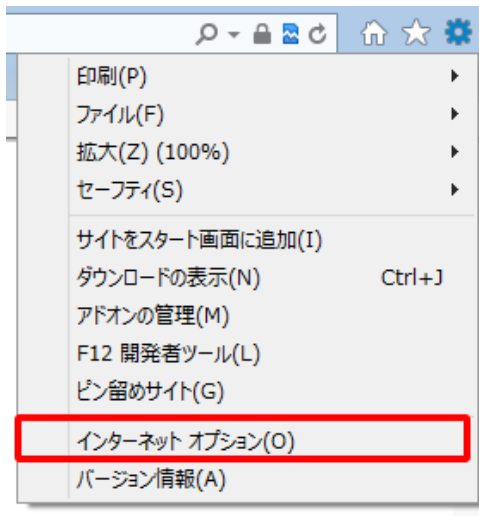 印刷(P)
ファイル(F)
拡大(Z) (100%)
セーフティ(S)
サイトをスタート画面に追加(I)
ダウンロードの表示(N) Ctrl+J
アドオンの管理(M)
F12 開発者ツール(L)
ピン留めサイト(G)
インターネット オプション(O)
バージョン情報(A)